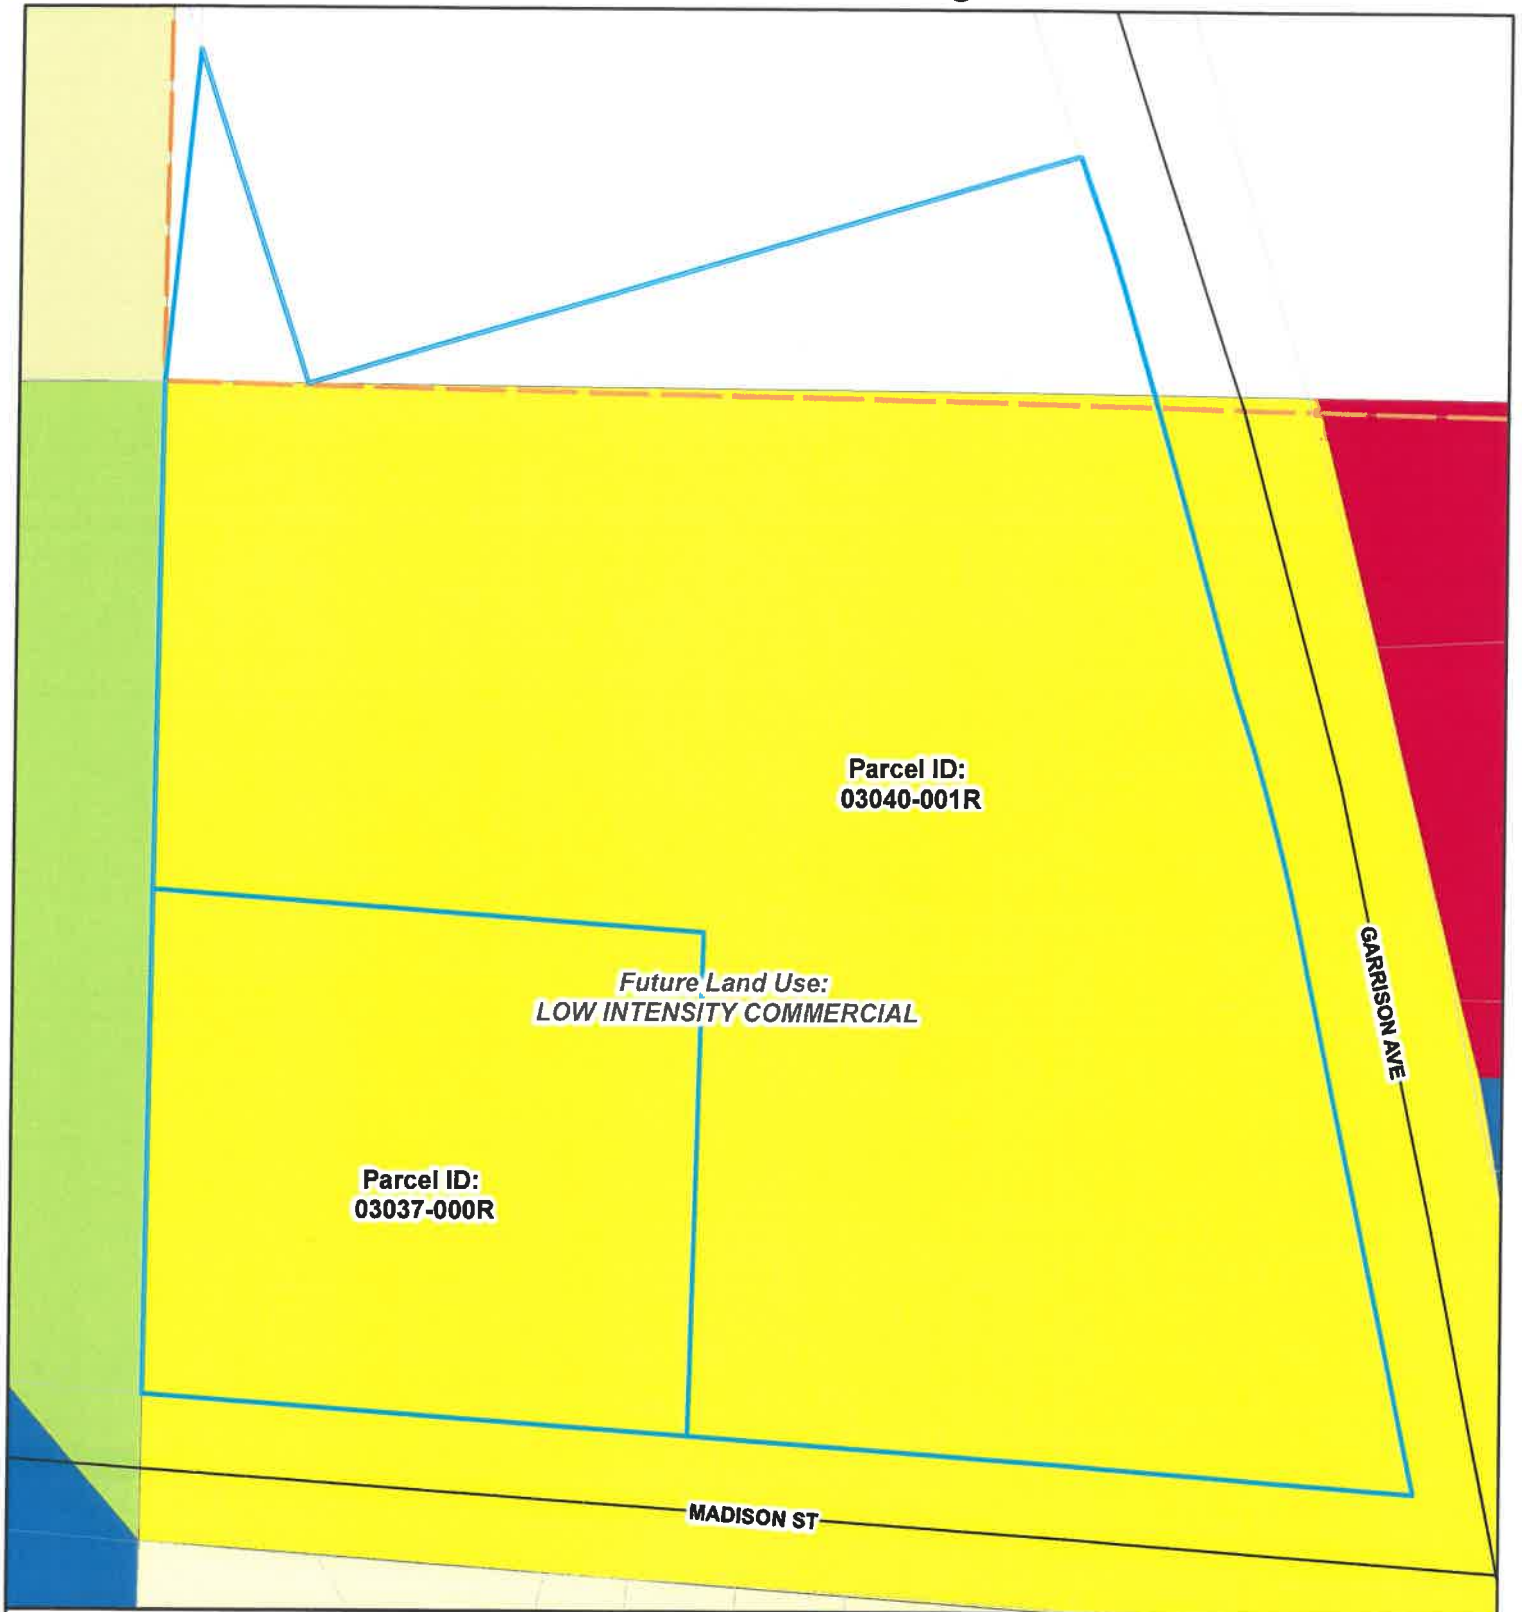 Parcel ID:
03040-001R
Future Land Use:
LOW INTENSITY COMMERCIAL
GARRISON AVE
Parcel ID:
03037-000R
MADISON ST